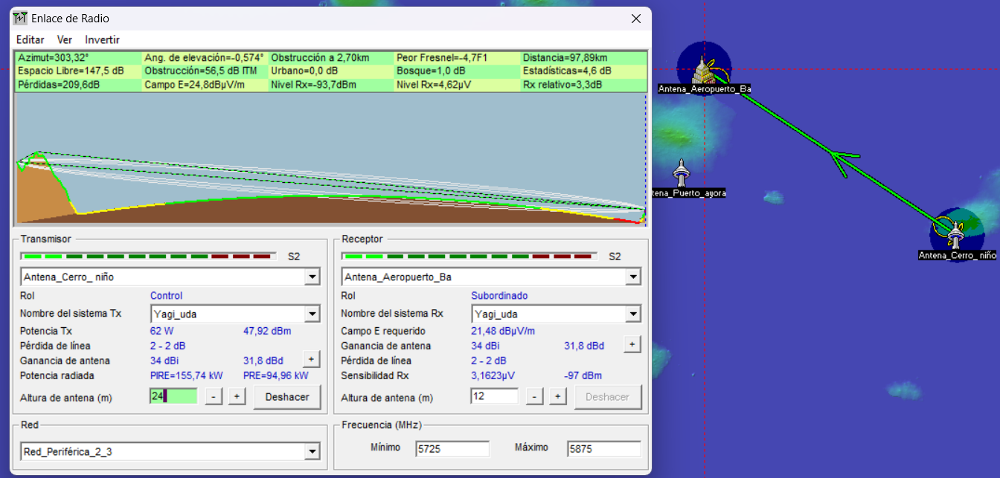 Enlace de Radio
Editar Ver Invertir
Azimut=303,32° Ang. de elevación=-0,574° Obstrucción a 2,70km Peor Fresnel=-4,7F1 Distancia=97,89km
Espacio Libre=147,5 dB Obstrucción=56,5 dB ITM Urbano=0,0 dB Bosque=1,0 dB Estadísticas=4,6 dB
Pérdidas=209,6dB Campo E=24,8dBµV/m Nivel Rx=-93,7dBm Nivel Rx=4,62µV Rx relativo=3,3dB
Transmisor
S2
Antena_Cerro_ niño
Rol Control
Nombre del sistema Tx Yagi_uda
Potencia Tx 62 W 47,92 dBm
Pérdida de línea 2 - 2 dB
Ganancia de antena 34 dBi 31,8 dBd +
Potencia radiada PIRE=155,74 kW PRE=94,96 kW
Altura de antena (m) 24 - + Deshacer
Red
Red_Periférica_2_3
Receptor
S2
Antena_Aeropuerto_Ba
Rol Subordinado
Nombre del sistema Rx Yagi_uda
Campo E requerido 21,48 dBµV/m
Ganancia de antena 34 dBi 31,8 dBd +
Pérdida de línea 2 - 2 dB
Sensibilidad Rx 3,1623µV -97 dBm
Altura de antena (m) 12 - + Deshacer
Frecuencia (MHz)
Mínimo 5725 Máximo 5875
Antena_Aeropuerto_Ba
tena_Puerto_ayora
Antena_Cerro_ niño